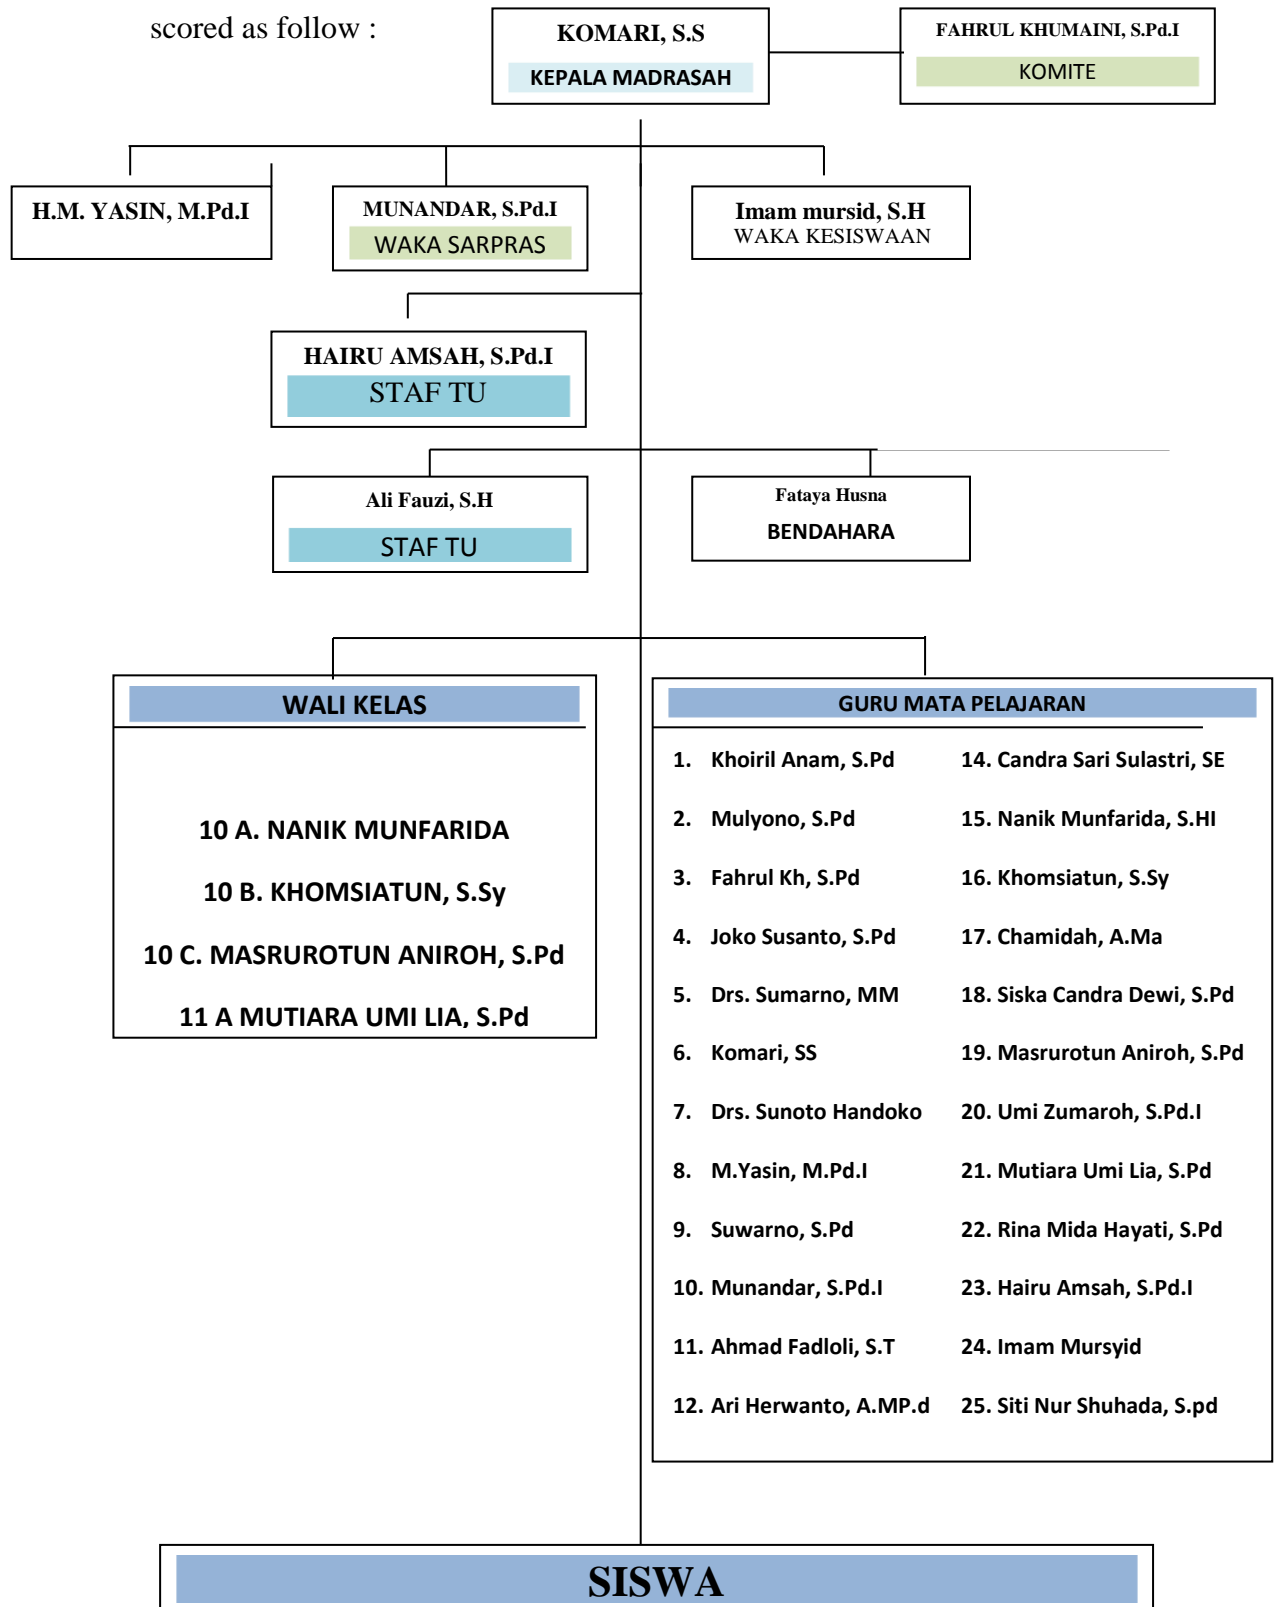 scored as follow :
KOMARI, S.S
KEPALA MADRASAH
FAHRUL KHUMAINI, S.Pd.I
KOMITE
H.M. YASIN, M.Pd.I
MUNANDAR, S.Pd.I
WAKA SARPRAS
Imam mursid, S.H
WAKA KESISWAAN
HAIRU AMSAH, S.Pd.I
STAF TU
Ali Fauzi, S.H
STAF TU
Fataya Husna
BENDAHARA
WALI KELAS
10 A. NANIK MUNFARIDA
10 B. KHOMSIATUN, S.Sy
10 C. MASRUROTUN ANIROH, S.Pd
11 A MUTIARA UMI LIA, S.Pd
GURU MATA PELAJARAN
1. Khoiril Anam, S.Pd
2. Mulyono, S.Pd
3. Fahrul Kh, S.Pd
4. Joko Susanto, S.Pd
5. Drs. Sumarno, MM
6. Komari, SS
7. Drs. Sunoto Handoko
8. M.Yasin, M.Pd.I
9. Suwarno, S.Pd
10. Munandar, S.Pd.I
11. Ahmad Fadloli, S.T
12. Ari Herwanto, A.MP.d
14. Candra Sari Sulastri, SE
15. Nanik Munfarida, S.HI
16. Khomsiatun, S.Sy
17. Chamidah, A.Ma
18. Siska Candra Dewi, S.Pd
19. Masrurotun Aniroh, S.Pd
20. Umi Zumaroh, S.Pd.I
21. Mutiara Umi Lia, S.Pd
22. Rina Mida Hayati, S.Pd
23. Hairu Amsah, S.Pd.I
24. Imam Mursyid
25. Siti Nur Shuhada, S.pd
SISWA